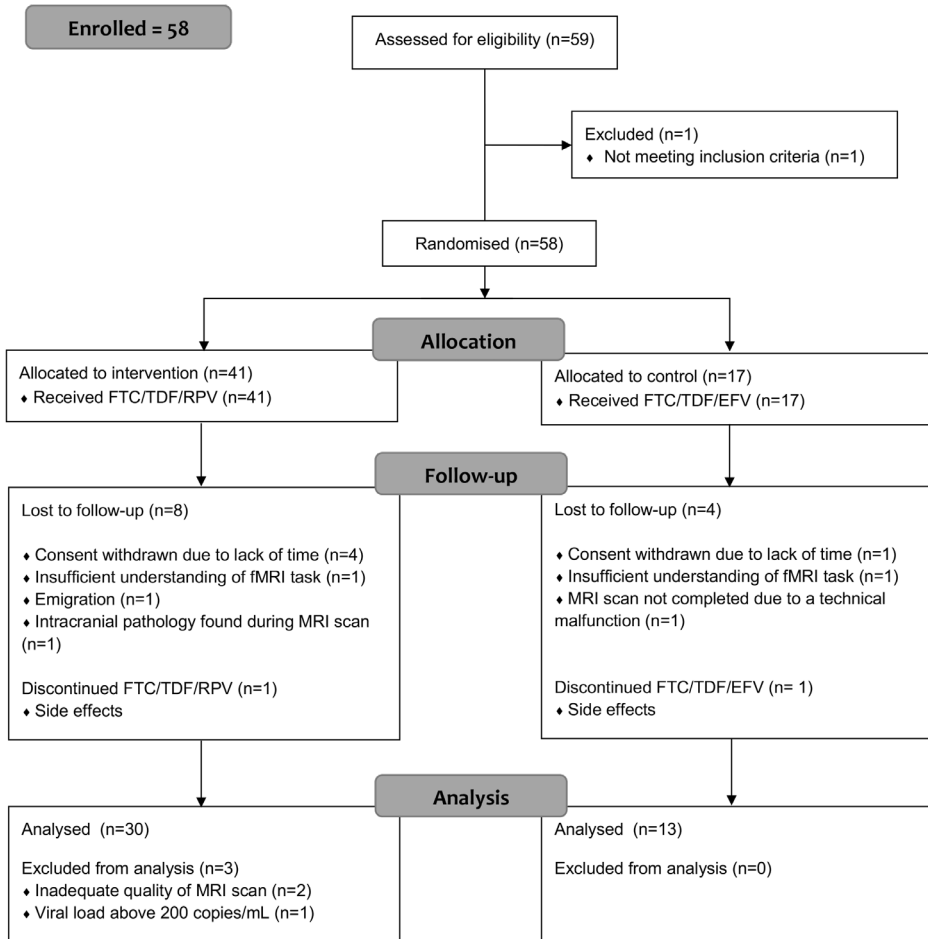 Enrolled = 58
Assessed for eligibility (n=59)
Excluded (n=1)
♦ Not meeting inclusion criteria (n=1)
Randomised (n=58)
Allocation
Allocated to intervention (n=41)
♦ Received FTC/TDF/RPV (n=41)
Allocated to control (n=17)
♦ Received FTC/TDF/EFV (n=17)
Follow-up
Lost to follow-up (n=8)
♦ Consent withdrawn due to lack of time (n=4)
♦ Insufficient understanding of fMRI task (n=1)
♦ Emigration (n=1)
♦ Intracranial pathology found during MRI scan
(n=1)
Discontinued FTC/TDF/RPV (n=1)
♦ Side effects
Lost to follow-up (n=4)
♦ Consent withdrawn due to lack of time (n=1)
♦ Insufficient understanding of fMRI task (n=1)
♦ MRI scan not completed due to a technical
malfunction (n=1)
Discontinued FTC/TDF/EFV (n= 1)
♦ Side effects
Analysis
Analysed (n=30)
Excluded from analysis (n=3)
♦ Inadequate quality of MRI scan (n=2)
♦ Viral load above 200 copies/mL (n=1)
Analysed (n=13)
Excluded from analysis (n=0)